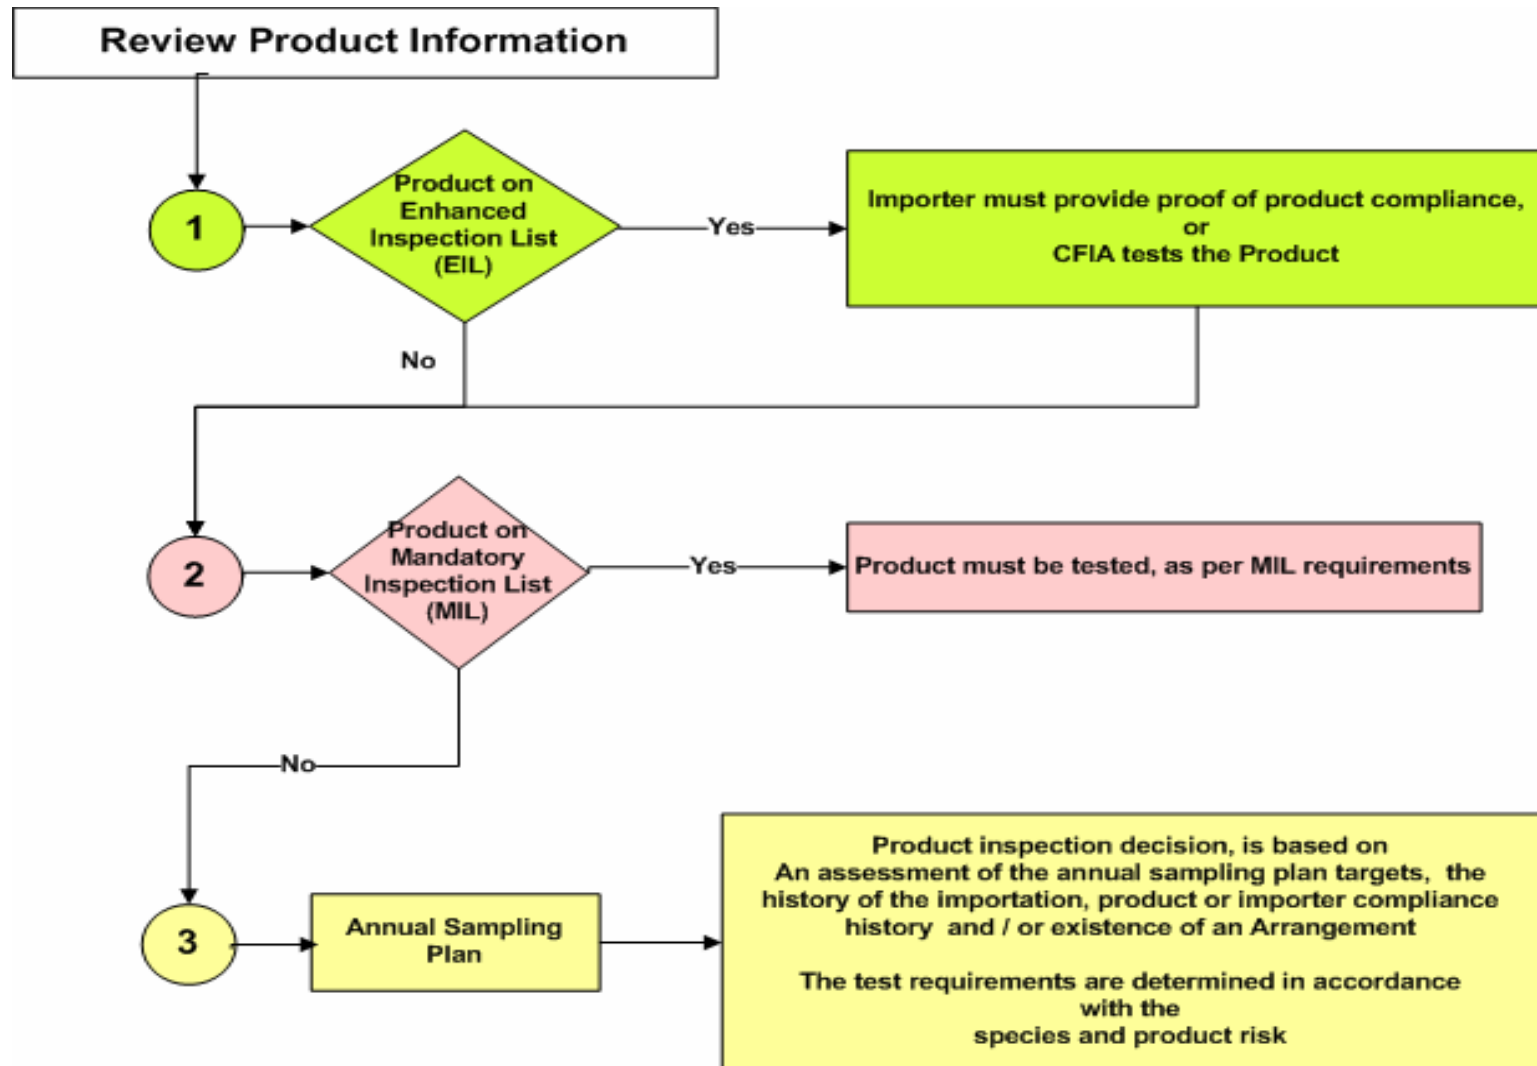 Review Product Information
1
Product on
Enhanced
Inspection List
(EIL)
Yes
Importer must provide proof of product compliance,
or
CFIA tests the Product
No
2
Product on
Mandatory
Inspection List
(MIL)
Yes
Product must be tested, as per MIL requirements
No
3
Annual Sampling
Plan
Product inspection decision, is based on
An assessment of the annual sampling plan targets, the
history of the importation, product or importer compliance
history and / or existence of an Arrangement
The test requirements are determined in accordance
with the
species and product risk